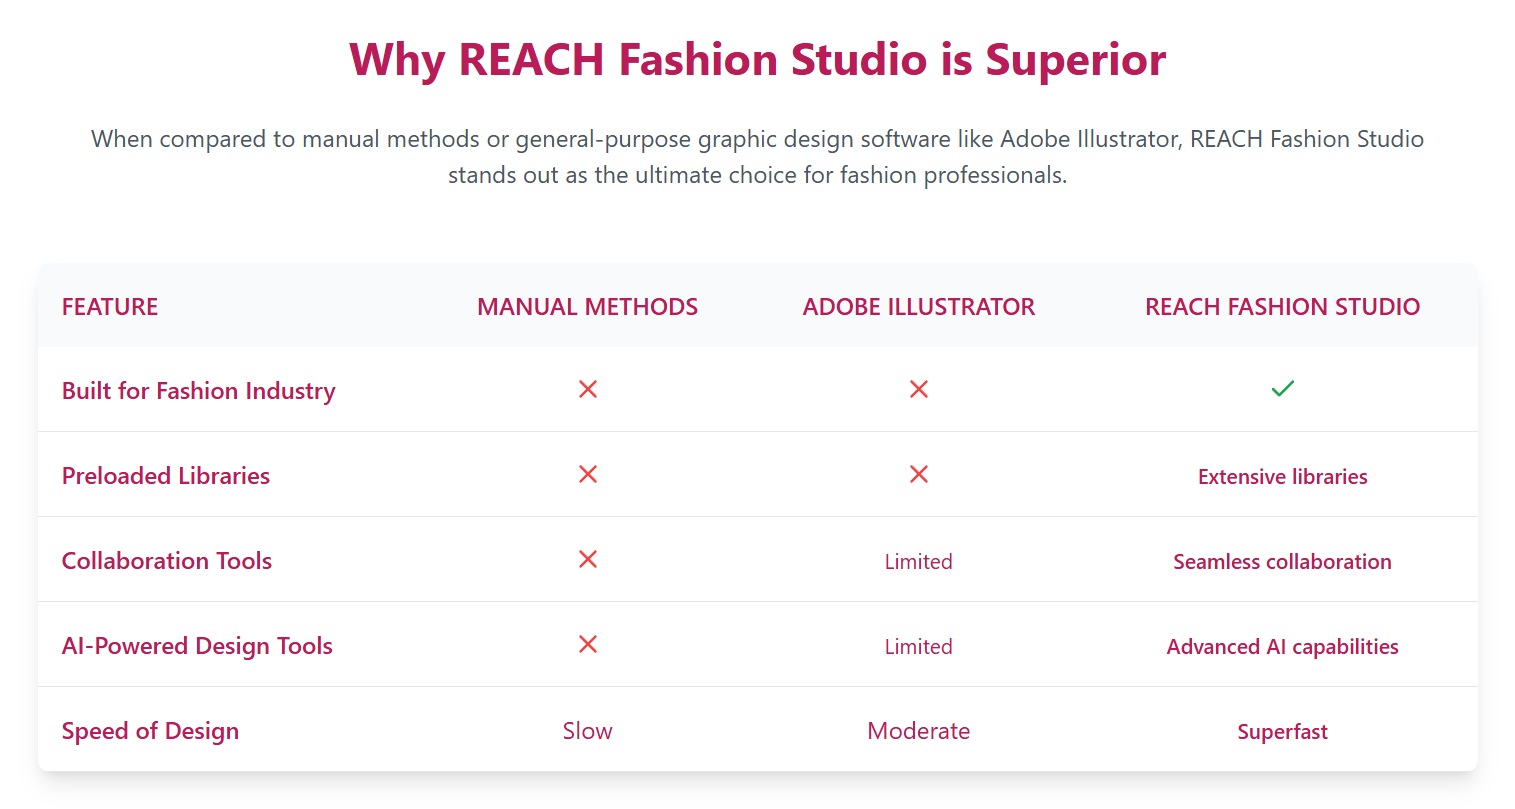 Why REACH Fashion Studio is Superior
When compared to manual methods or general-purpose graphic design software like Adobe Illustrator, REACH Fashion Studio
stands out as the ultimate choice for fashion professionals.
FEATURE MANUAL METHODS ADOBE ILLUSTRATOR REACH FASHION STUDIO
Built for Fashion Industry
Preloaded Libraries Extensive libraries
Collaboration Tools Limited Seamless collaboration
AI-Powered Design Tools Limited Advanced AI capabilities
Speed of Design Slow Moderate Superfast